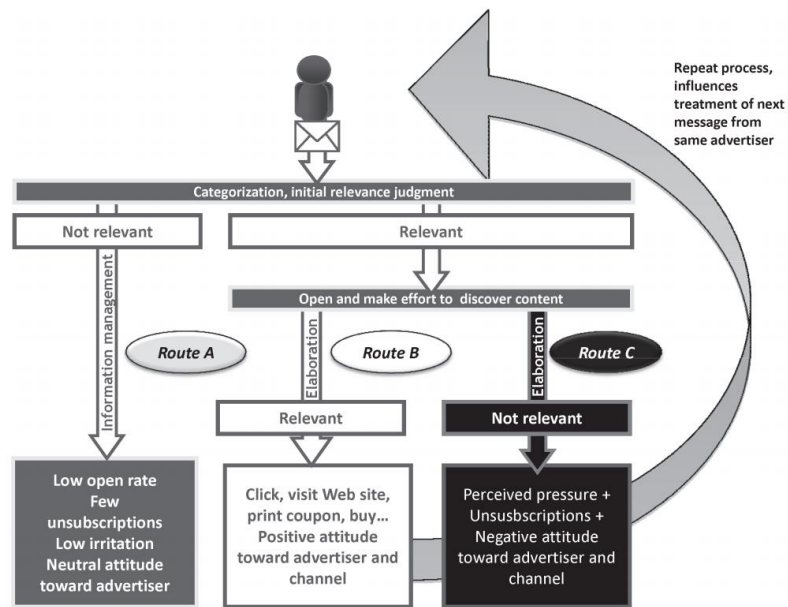 Repeat process,
influences
treatment of next
message from
same advertiser
Categorization, initial relevance judgment
Not relevant
Relevant
Information management
Open and make effort to discover content
Route A
Elaboration
Route B
Elaboration
Route C
Relevant
Not relevant
Low open rate
Few
unsubscriptions
Low irritation
Neutral attitude
toward advertiser
Click, visit Web site,
print coupon, buy...
Positive attitude
toward advertiser and
channel
Perceived pressure +
Unsusbscriptions +
Negative attitude
toward advertiser and
channel